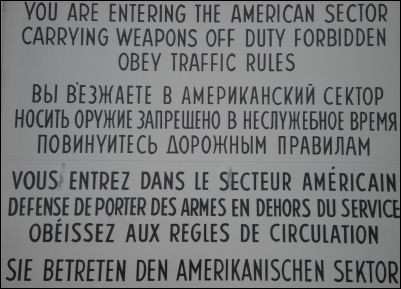 YOU ARE ENTERING THE AMERICAN SECTOR
CARRYING WEAPONS OFF DUTY FORBIDDEN
OBEY TRAFFIC RULES
ВЫ ВЪЕЗЖАЕТЕ В АМЕРИКАНСКИЙ СЕКТОР
НОСИТЬ ОРУЖИЕ ЗАПРЕЩЕНО В НЕСЛУЖЕБНОЕ ВРЕМЯ
ПОВИНУЙТЕСЬ ДОРОЖНЫМ ПРАВИЛАМ
VOUS ENTREZ DANS LE SECTEUR AMÉRICAIN
DEFENSE DE PORTER DES ARMES EN DEHORS DU SERVICE
OBÉISSEZ AUX REGLES DE CIRCULATION
SIE BETRETEN DEN AMERIKANISCHEN SEKTOR